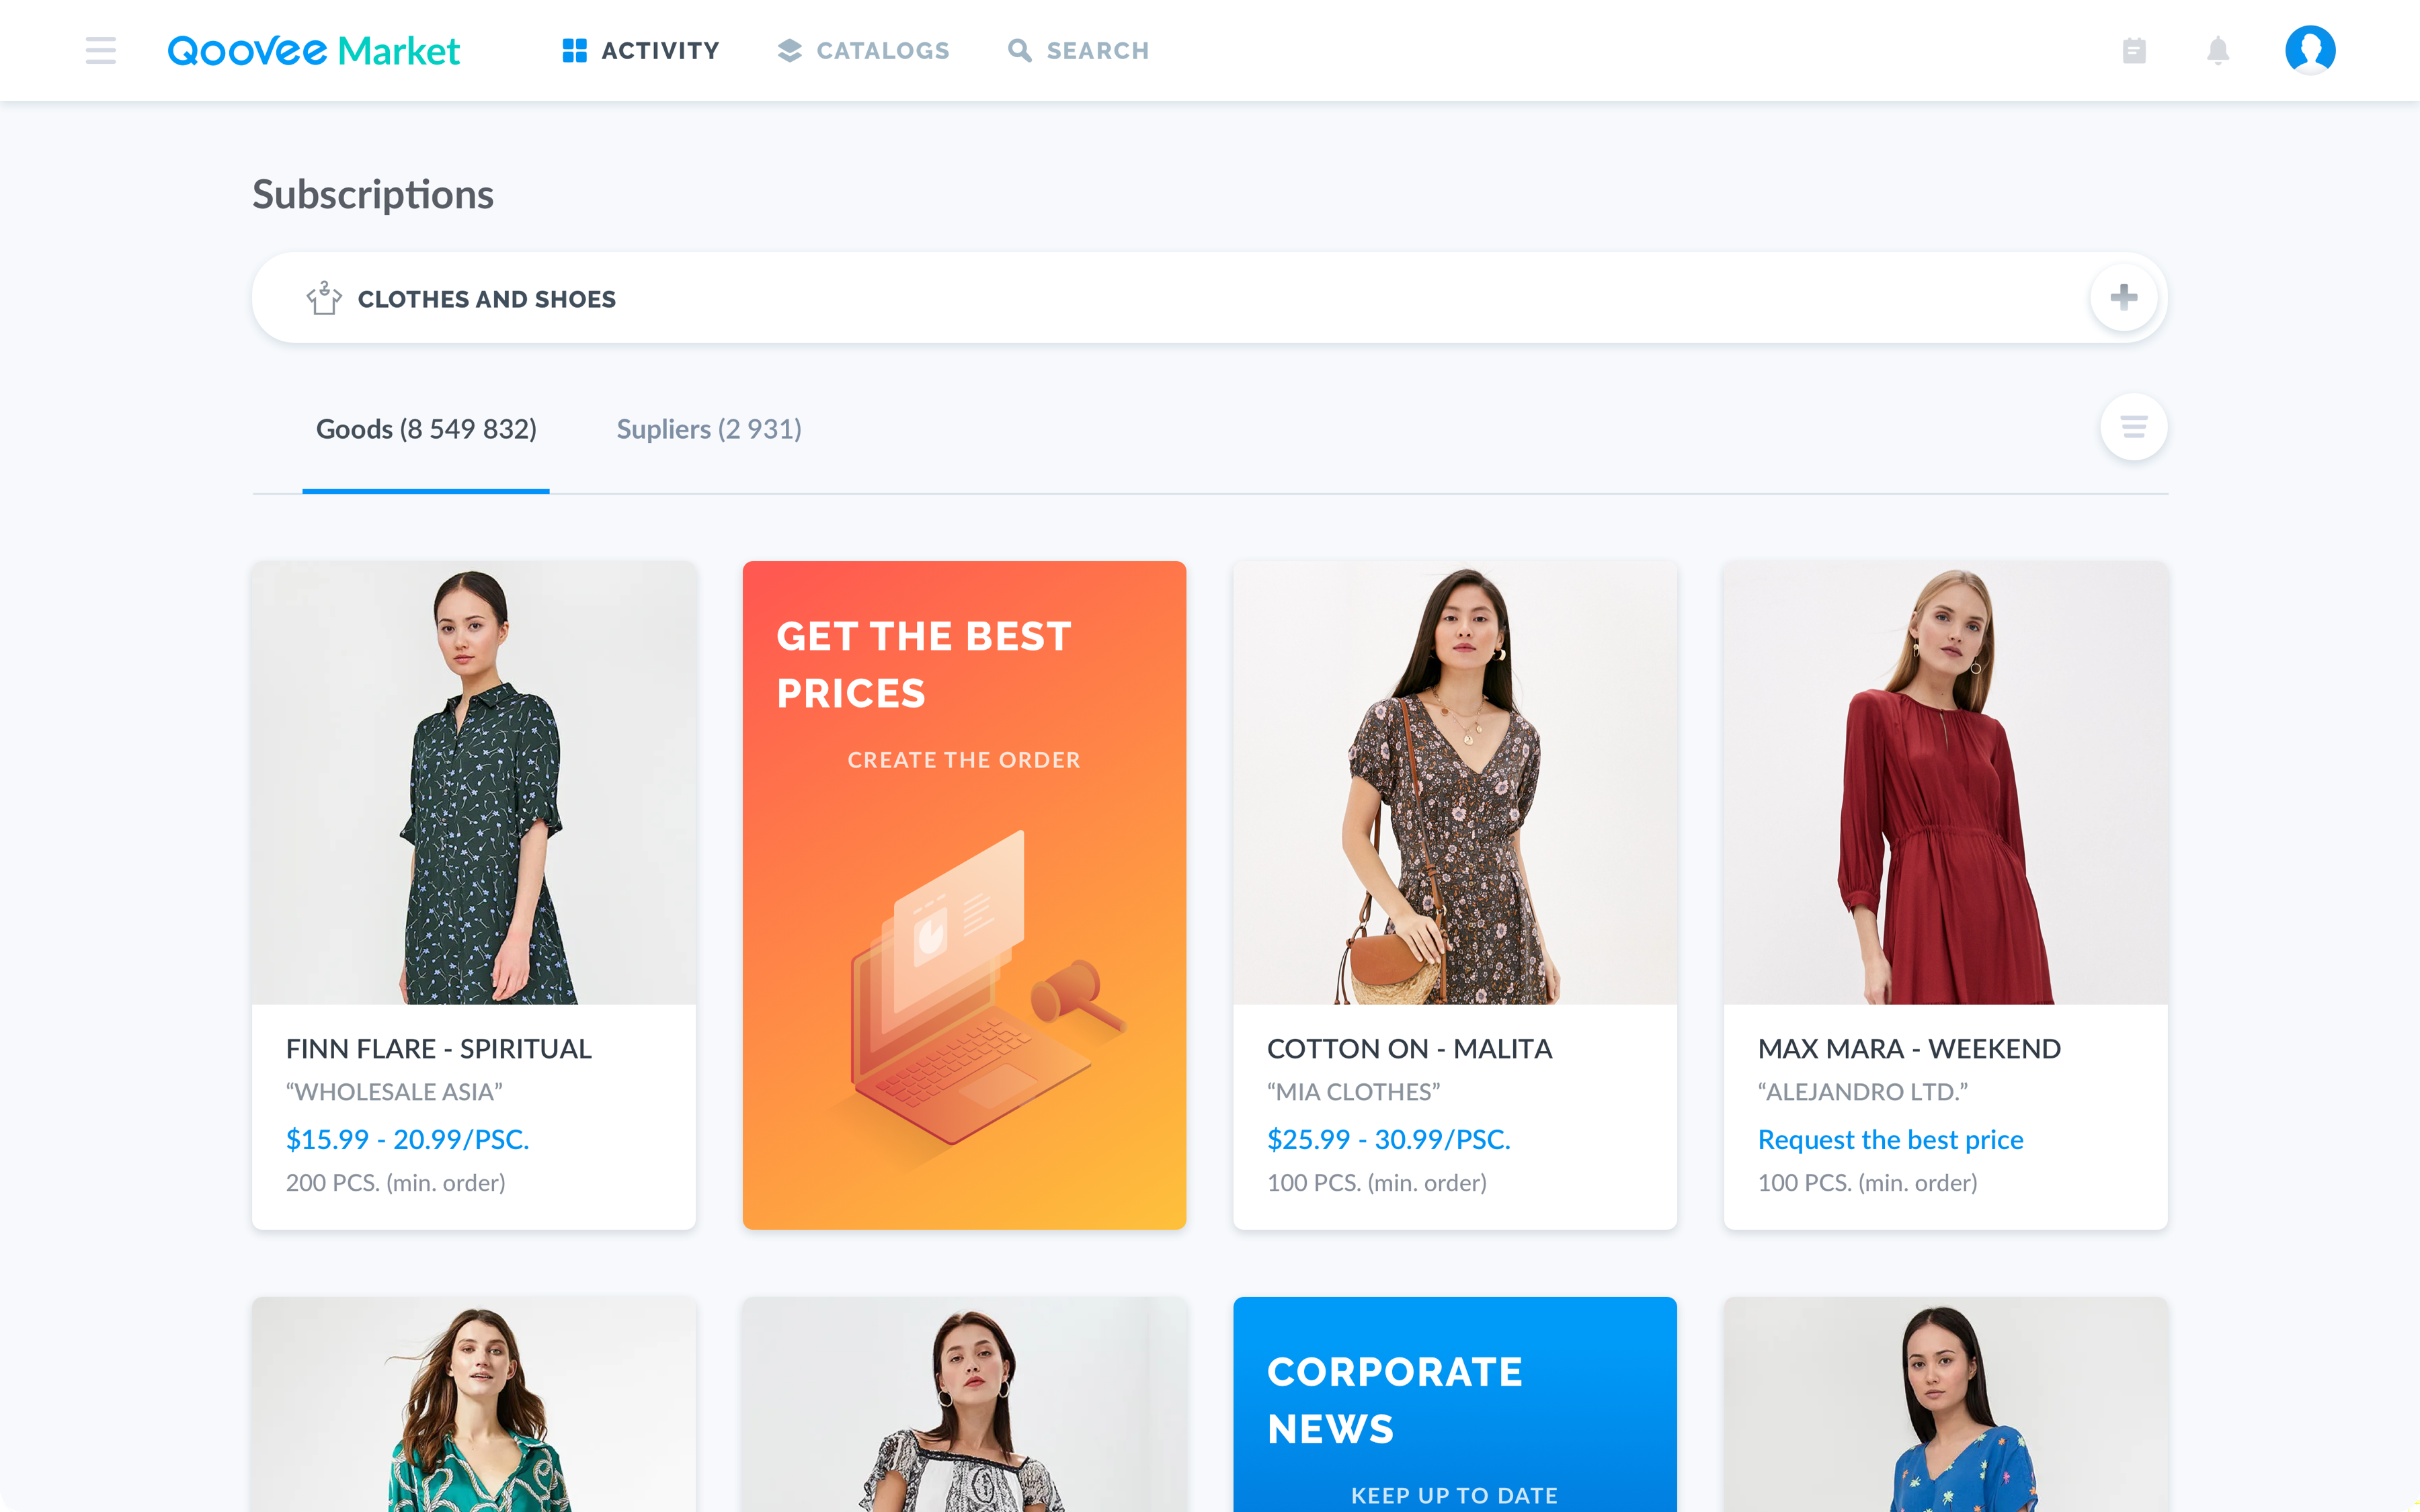 Qoovee Market
ACTIVITY
CATALOGS
SEARCH
Subscriptions
CLOTHES AND SHOES
Goods (8 549 832)
Supliers (2 931)
GET THE BEST
PRICES
CREATE THE ORDER
FINN FLARE - SPIRITUAL
“WHOLESALE ASIA”
$15.99 - 20.99/PSC.
200 PCS. (min. order)
COTTON ON - MALITA
“MIA CLOTHES”
$25.99 - 30.99/PSC.
100 PCS. (min. order)
MAX MARA - WEEKEND
“ALEJANDRO LTD.”
Request the best price
100 PCS. (min. order)
CORPORATE
NEWS
KEEP UP TO DATE